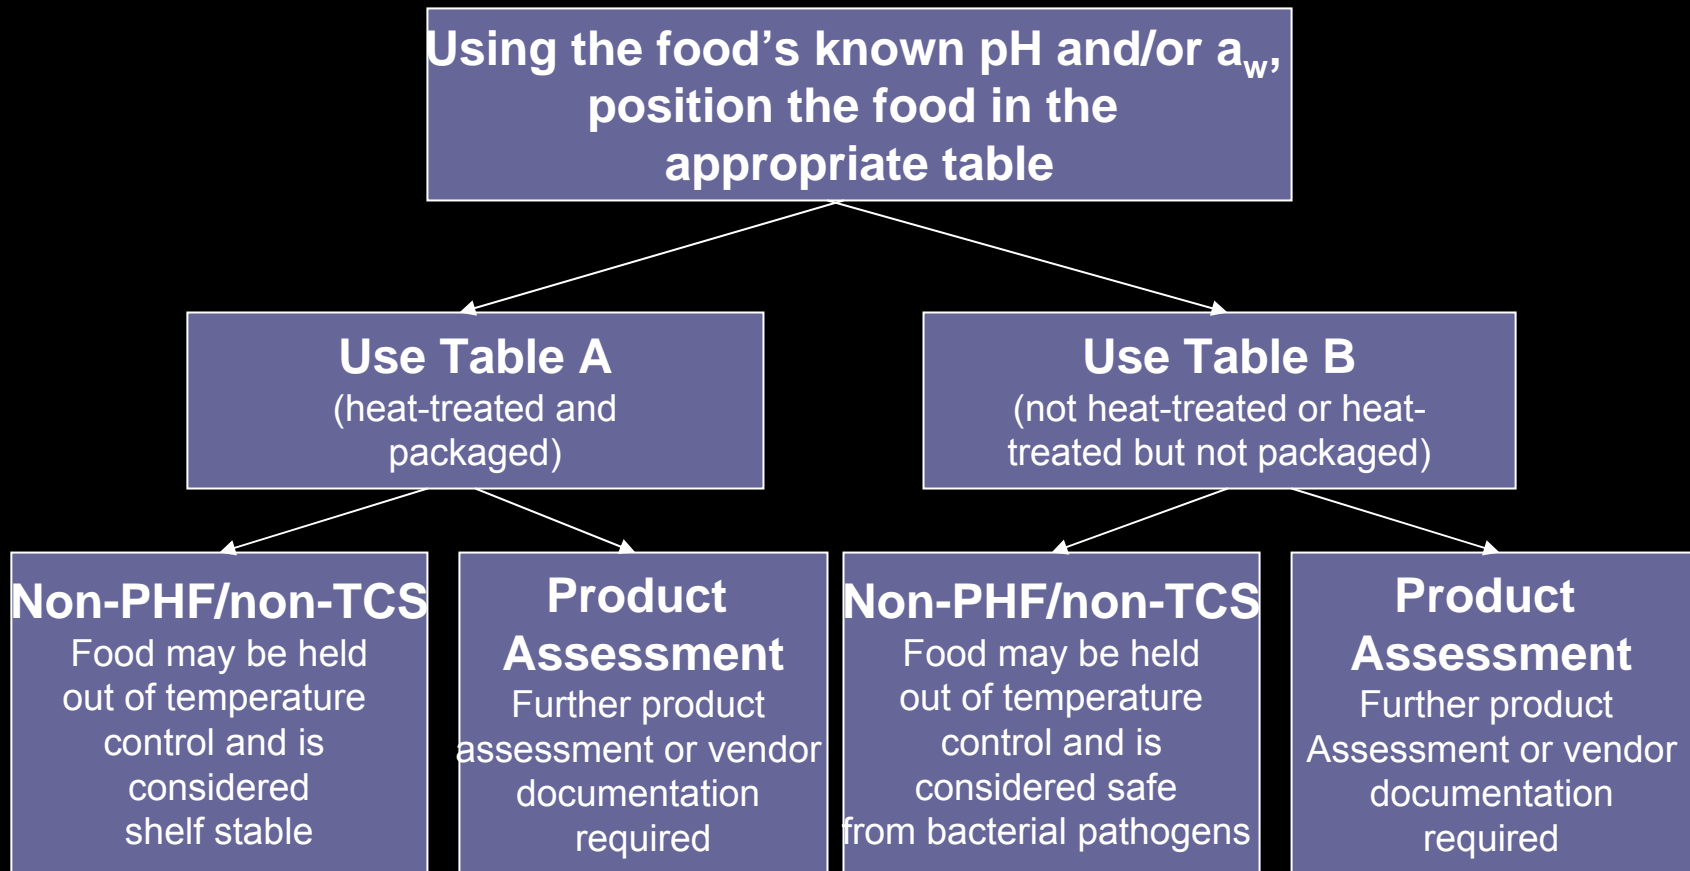 Using the food’s known pH and/or aw,
position the food in the
appropriate table
Use Table A
(heat-treated and
packaged)
Use Table B
(not heat-treated or heat-
treated but not packaged)
Non-PHF/non-TCS
Food may be held
out of temperature
control and is
considered
shelf stable
Product
Assessment
Further product
assessment or vendor
documentation
required
Non-PHF/non-TCS
Food may be held
out of temperature
control and is
considered safe
from bacterial pathogens
Product
Assessment
Further product
Assessment or vendor
documentation
required